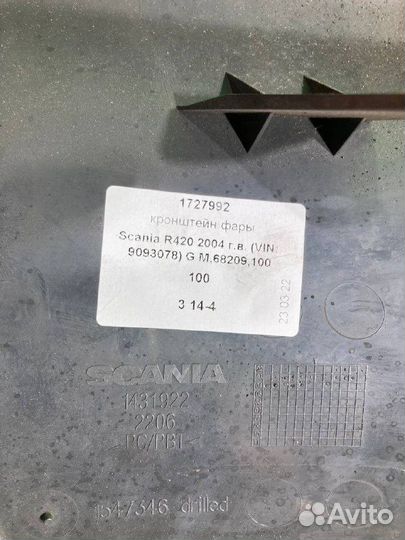 1727992
кронштейн фары
Scania R420 2004 г.в. (VIN
9093078) G M,68209,100
100
3 14-4
23 03 22
SCANIA
1431922
2206
PC/PBT
1547346 drilled
Avito